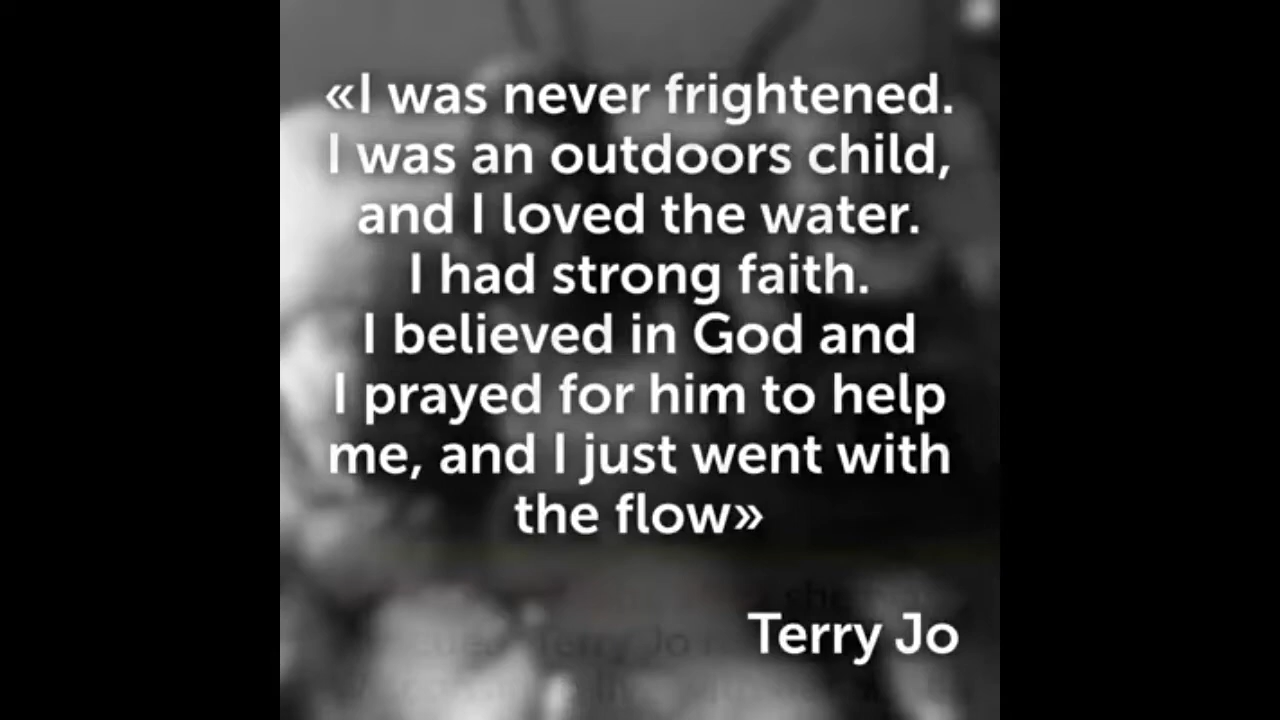 «I was never frightened.
I was an outdoors child,
and I loved the water.
I had strong faith.
I believed in God and
I prayed for him to help
me, and I just went with
the flow»
Terry Jo